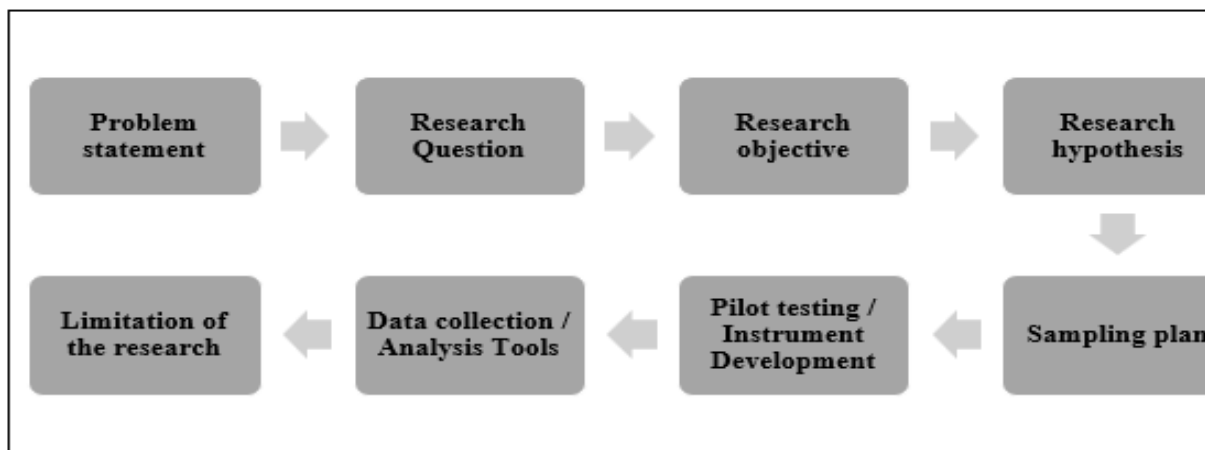 Problem
statement
Research
Question
Research
objective
Research
hypothesis
Sampling plan
Pilot testing /
Instrument
Development
Data collection /
Analysis Tools
Limitation of
the research